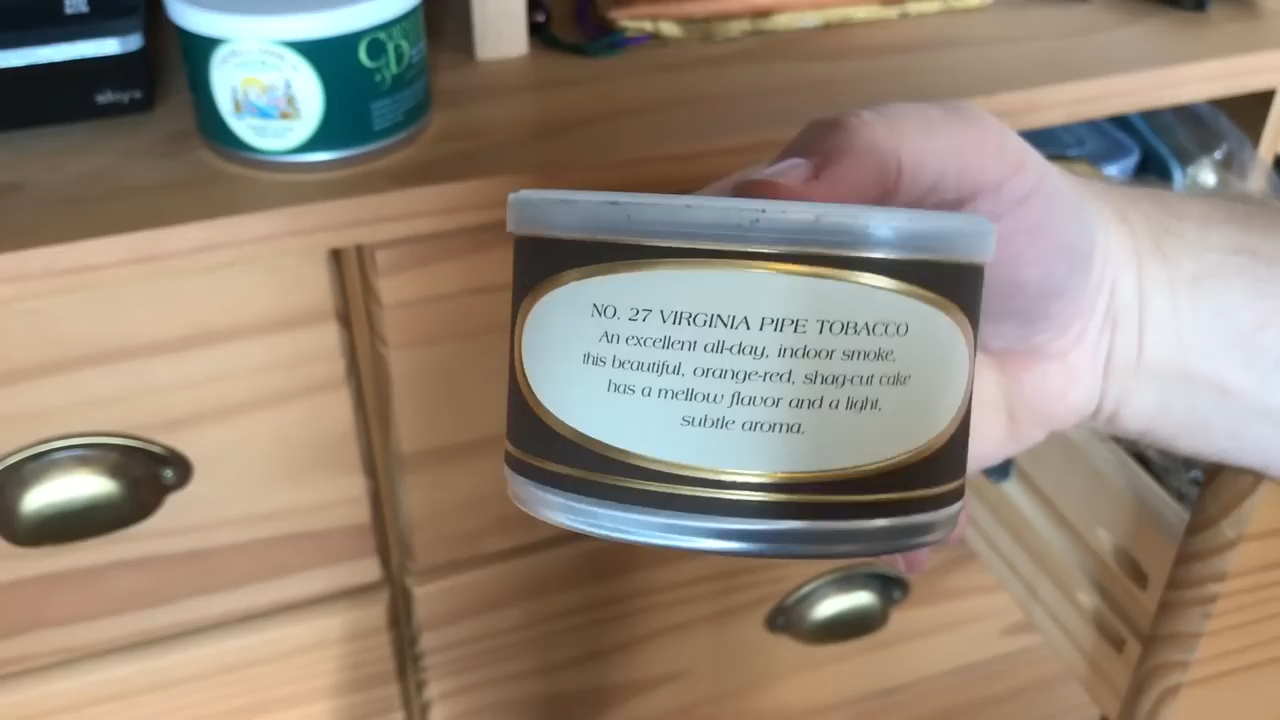 NO. 27 VIRGINIA PIPE TOBACCO
An excellent all-day, indoor smoke,
this beautiful, orange-red, shag-cut cake
has a mellow flavor and a light,
subtle aroma.